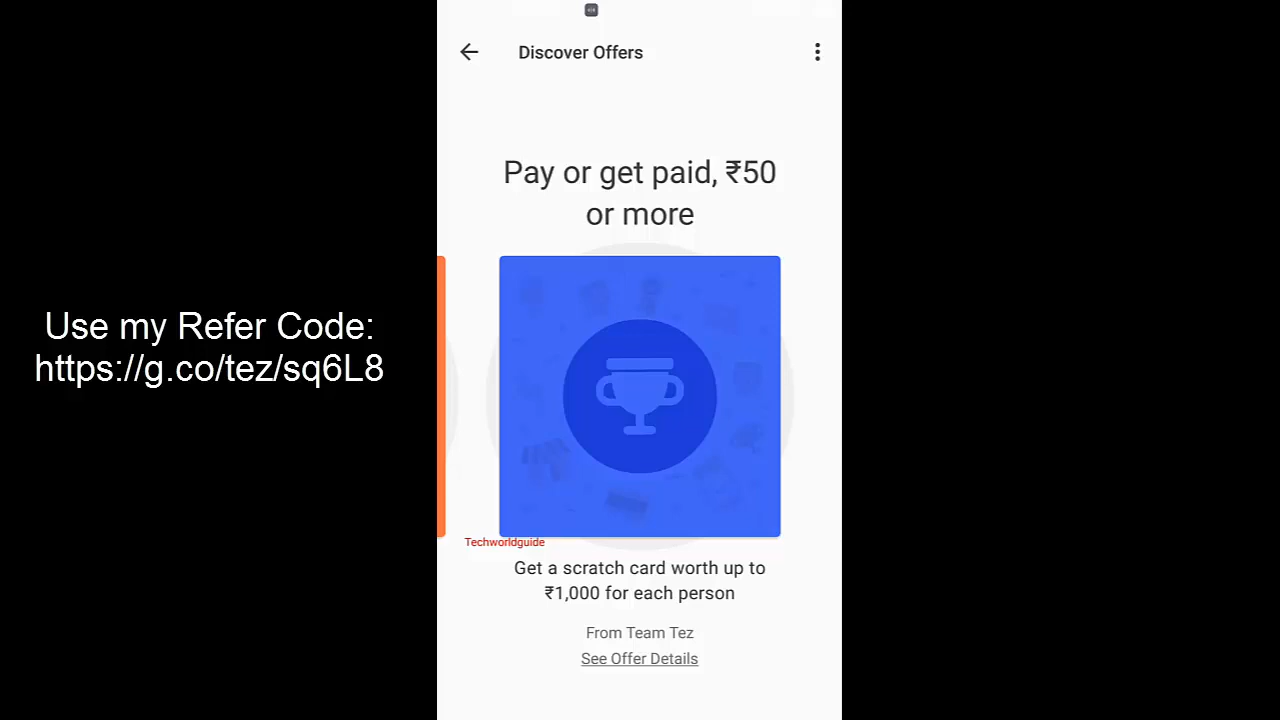 Discover Offers
Pay or get paid, ₹50
or more
Use my Refer Code:
https://g.co/tez/sq6L8
Techworldguide
Get a scratch card worth up to
₹1,000 for each person
From Team Tez
See Offer Details